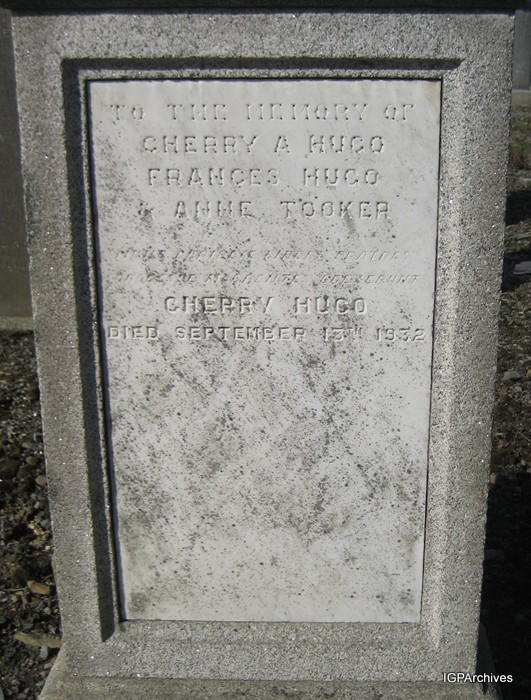 TO THE MEMORY OF
CHERRY A HUGO
FRANCES HUGO
& ANNE TOOKER
CHERRY HUGO
DIED SEPTEMBER 13TH 1932
IGPArchives